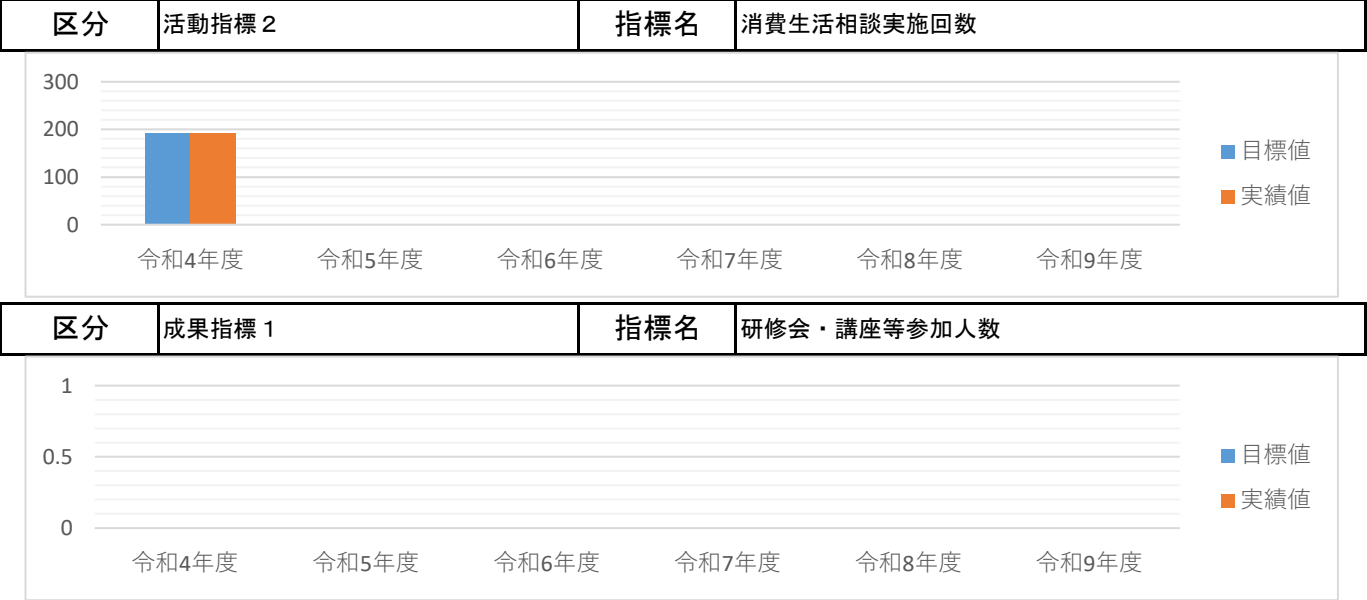 区分 活動指標２ 指標名 消費生活相談実施回数
300
200
100
0
令和4年度 令和5年度 令和6年度 令和7年度 令和8年度 令和9年度
目標値
実績値
区分 成果指標１ 指標名 研修会・講座等参加人数
1
0.5
0
令和4年度 令和5年度 令和6年度 令和7年度 令和8年度 令和9年度
目標値
実績値